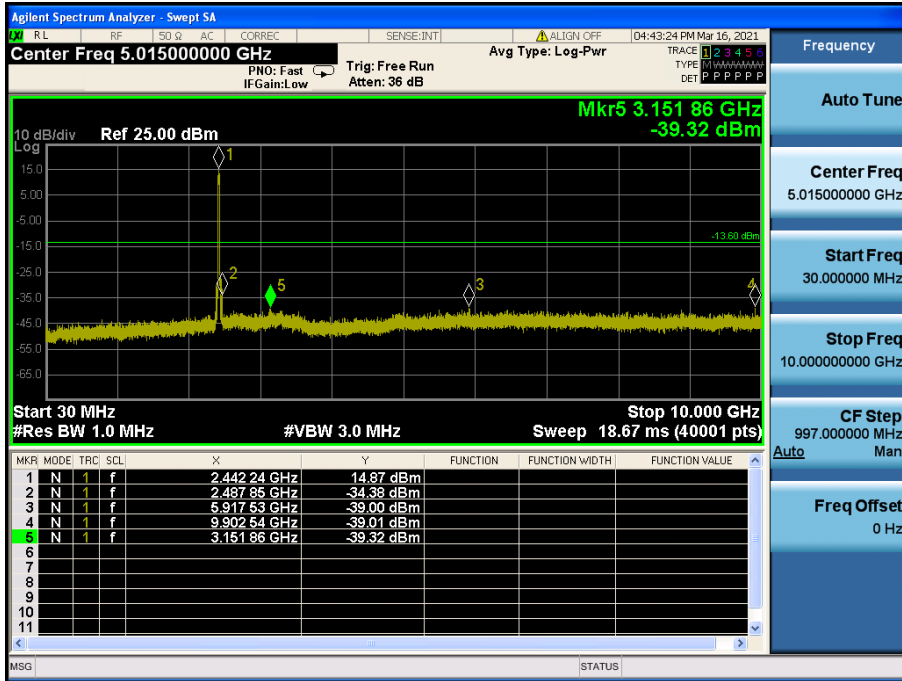 Agilent Spectrum Analyzer - Swept SA
LXI RL RF 50 Ω AC CORREC SENSE:INT ALIGN OFF 04:43:24 PM Mar 16, 2021
Center Freq 5.015000000 GHz
PNO: Fast
IFGain:Low
Trig: Free Run
Atten: 36 dB
Avg Type: Log-Pwr
TRACE 1 2 3 4 5 6
TYPE M WWWWW
DET P P P P P P
Mkr5 3.151 86 GHz
-39.32 dBm
10 dB/div Ref 25.00 dBm
Log
15.0
5.00
-5.00
-15.0
-25.0
-35.0
-45.0
-55.0
-65.0
1
2
5
3
4
-13.60 dBm
Start 30 MHz Stop 10.000 GHz
#Res BW 1.0 MHz #VBW 3.0 MHz Sweep 18.67 ms (40001 pts)
MKR MODE TRC SCL X Y FUNCTION FUNCTION WIDTH FUNCTION VALUE
1 N 1 f 2.442 24 GHz 14.87 dBm
2 N 1 f 2.487 85 GHz -34.38 dBm
3 N 1 f 5.917 53 GHz -39.00 dBm
4 N 1 f 9.902 54 GHz -39.01 dBm
5 N 1 f 3.151 86 GHz -39.32 dBm
6
7
8
9
10
11
MSG STATUS
Frequency
Auto Tune
Center Freq
5.015000000 GHz
Start Freq
30.000000 MHz
Stop Freq
10.000000000 GHz
CF Step
997.000000 MHz
Auto Man
Freq Offset
0 Hz